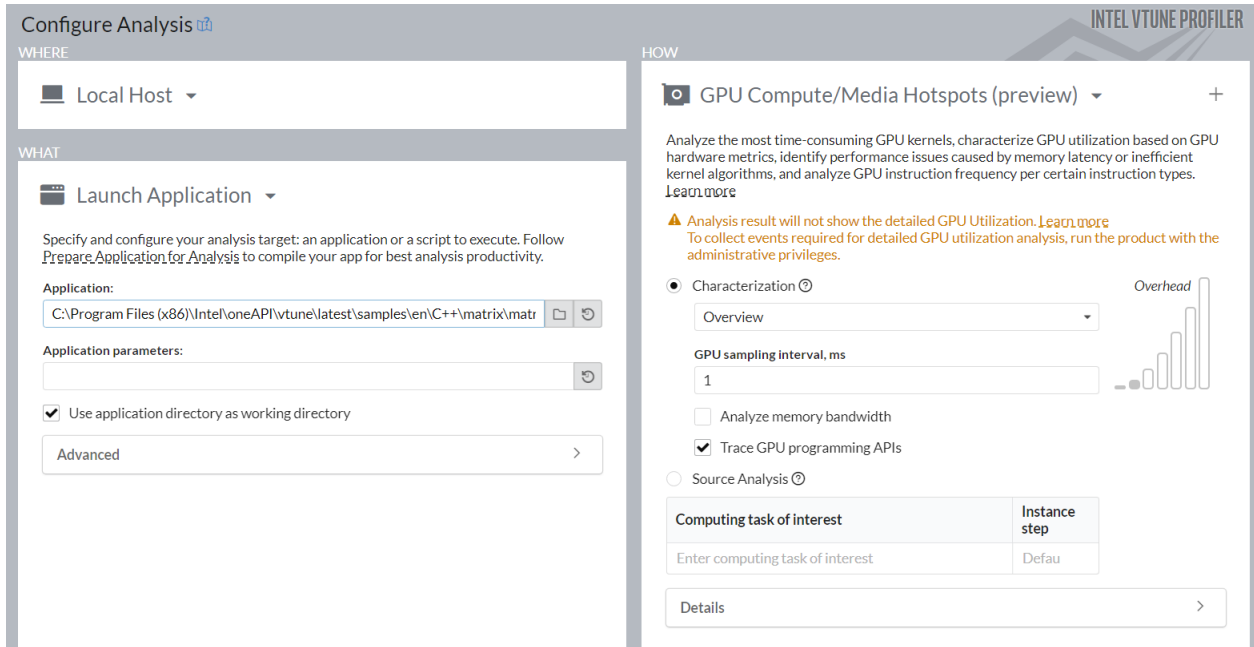 Configure Analysis
INTEL VTUNE PROFILER
WHERE
Local Host
WHAT
Launch Application
Specify and configure your analysis target: an application or a script to execute. Follow
Prepare Application for Analysis to compile your app for best analysis productivity.
Application:
C:\Program Files (x86)\Intel\oneAPI\vtune\latest\samples\en\C++\matrix\matr
Application parameters:
Use application directory as working directory
Advanced
HOW
GPU Compute/Media Hotspots (preview)
Analyze the most time-consuming GPU kernels, characterize GPU utilization based on GPU
hardware metrics, identify performance issues caused by memory latency or inefficient
kernel algorithms, and analyze GPU instruction frequency per certain instruction types.
Learn more
Analysis result will not show the detailed GPU Utilization. Learn more
To collect events required for detailed GPU utilization analysis, run the product with the
administrative privileges.
Characterization
Overhead
Overview
GPU sampling interval, ms
1
Analyze memory bandwidth
Trace GPU programming APIs
Source Analysis
Computing task of interest
Instance
step
Enter computing task of interest
Defau
Details